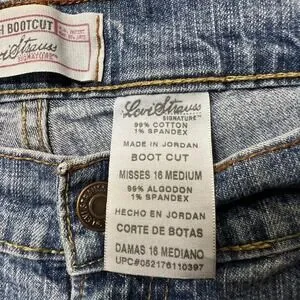 H BOOTCUT
Levi Strauss
SIGNATURE
Levi Strauss
SIGNATURE™
99% COTTON
1% SPANDEX
MADE IN JORDAN
BOOT CUT
MISSES 16 MEDIUM
99% ALGODON
1% SPANDEX
HECHO EN JORDAN
CORTE DE BOTAS
DAMAS 16 MEDIANO
UPC#052176110397